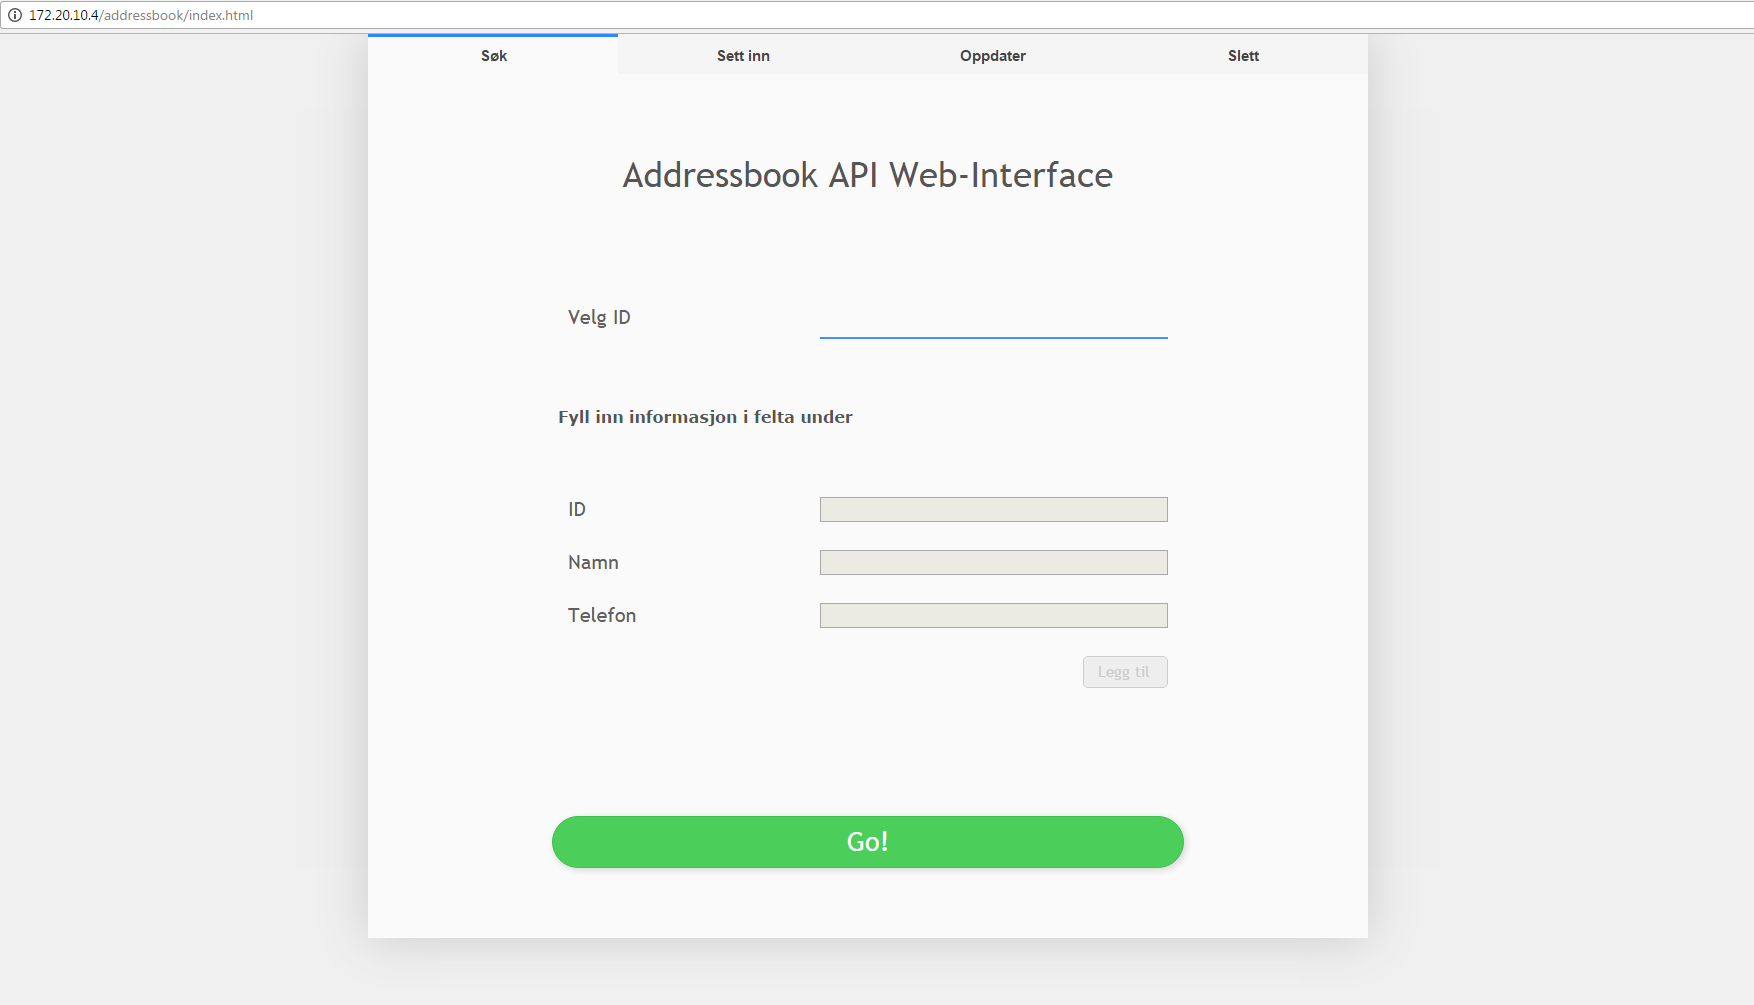 172.20.10.4/addressbook/index.html
Søk Sett inn Oppdater Slett
Addressbook API Web-Interface
Velg ID
Fyll inn informasjon i felta under
ID
Namn
Telefon
Legg til
Go!